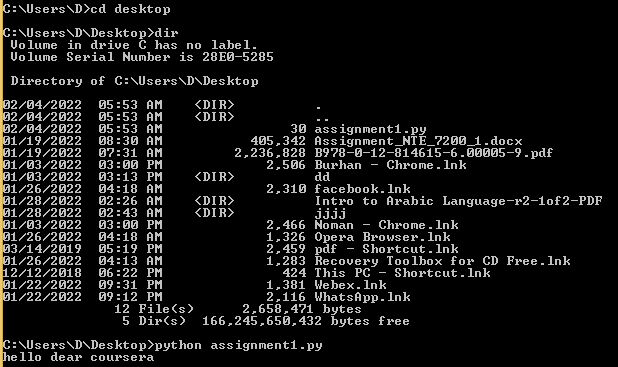 C:\Users\D>cd desktop
C:\Users\D\Desktop>dir
Volume in drive C has no label.
Volume Serial Number is 28E0-5285
Directory of C:\Users\D\Desktop
02/04/2022  05:53 AM    <DIR>          .
02/04/2022  05:53 AM    <DIR>          ..
02/04/2022  05:53 AM                30 assignment1.py
01/19/2022  08:30 AM           405,342 Assignment_NTE_7200_1.docx
01/19/2022  07:31 AM         2,236,828 B978-0-12-814615-6.00005-9.pdf
01/03/2022  03:00 PM             2,506 Burhan - Chrome.lnk
01/03/2022  03:13 PM    <DIR>          dd
01/26/2022  04:18 AM             2,310 facebook.lnk
01/28/2022  02:26 AM    <DIR>          Intro to Arabic Language-r2-1of2-PDF
01/28/2022  02:43 AM    <DIR>          jjjj
01/03/2022  03:00 PM             2,466 Noman - Chrome.lnk
01/26/2022  04:18 AM             1,326 Opera Browser.lnk
03/14/2019  05:19 PM             2,459 pdf - Shortcut.lnk
01/26/2022  04:13 AM             1,283 Recovery Toolbox for CD Free.lnk
12/12/2018  06:22 PM               424 This PC - Shortcut.lnk
01/22/2022  09:31 PM             1,381 Webex.lnk
01/22/2022  09:12 PM             2,116 WhatsApp.lnk
12 File(s)      2,658,471 bytes
5 Dir(s)  166,245,650,432 bytes free
C:\Users\D\Desktop>python assignment1.py
hello dear coursera